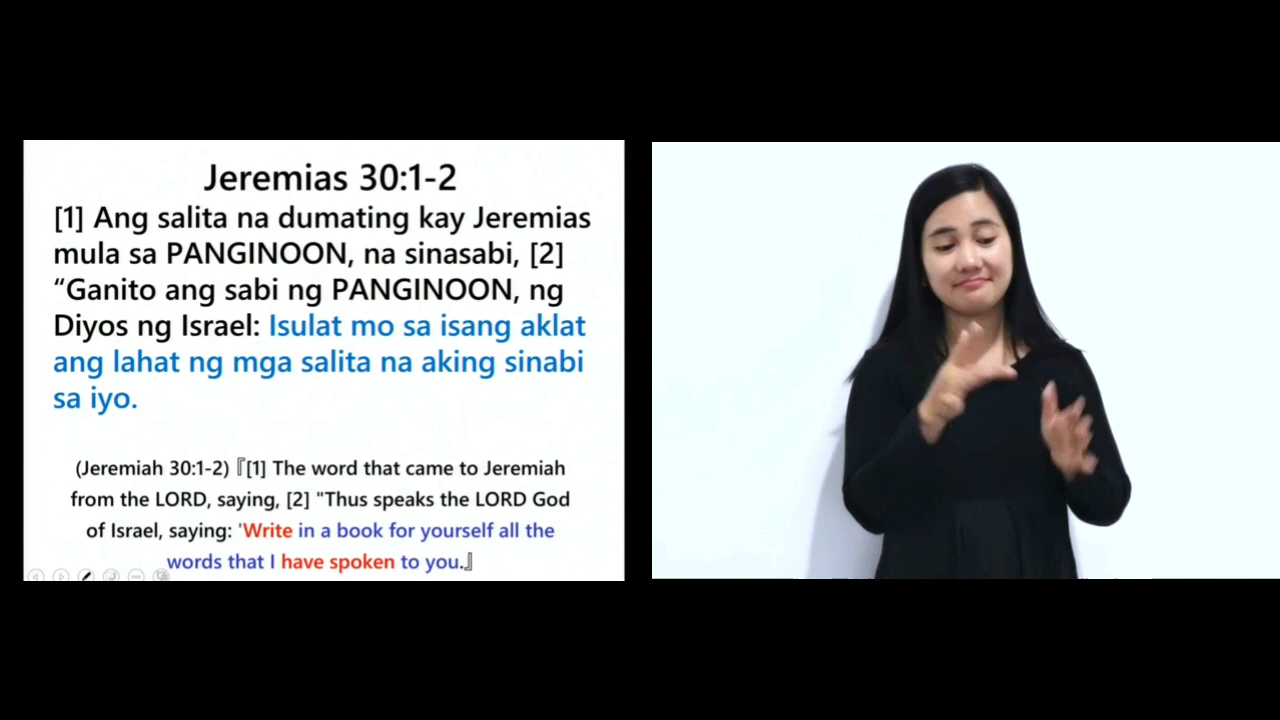 Jeremias 30:1-2
[1] Ang salita na dumating kay Jeremias
mula sa PANGINOON, na sinasabi, [2]
“Ganito ang sabi ng PANGINOON, ng
Diyos ng Israel: Isulat mo sa isang aklat
ang lahat ng mga salita na aking sinabi
sa iyo.
(Jeremiah 30:1-2)『[1] The word that came to Jeremiah
from the LORD, saying, [2] "Thus speaks the LORD God
of Israel, saying: 'Write in a book for yourself all the
words that I have spoken to you.』